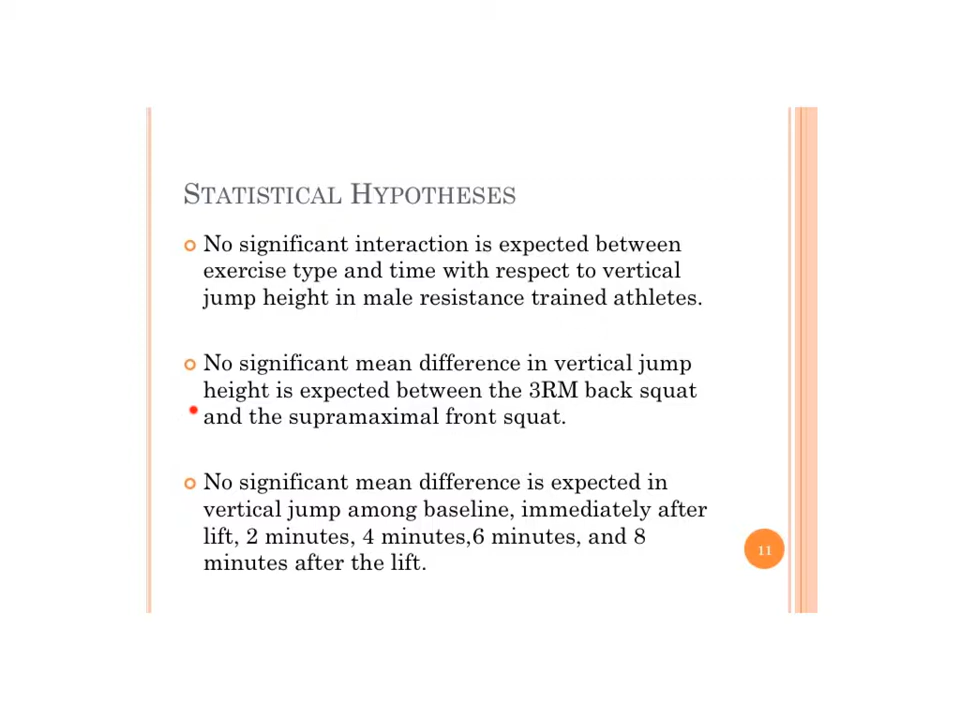 STATISTICAL HYPOTHESES
No significant interaction is expected between
exercise type and time with respect to vertical
jump height in male resistance trained athletes.
No significant mean difference in vertical jump
height is expected between the 3RM back squat
and the supramaximal front squat.
No significant mean difference is expected in
vertical jump among baseline, immediately after
lift, 2 minutes, 4 minutes,6 minutes, and 8
minutes after the lift.
11